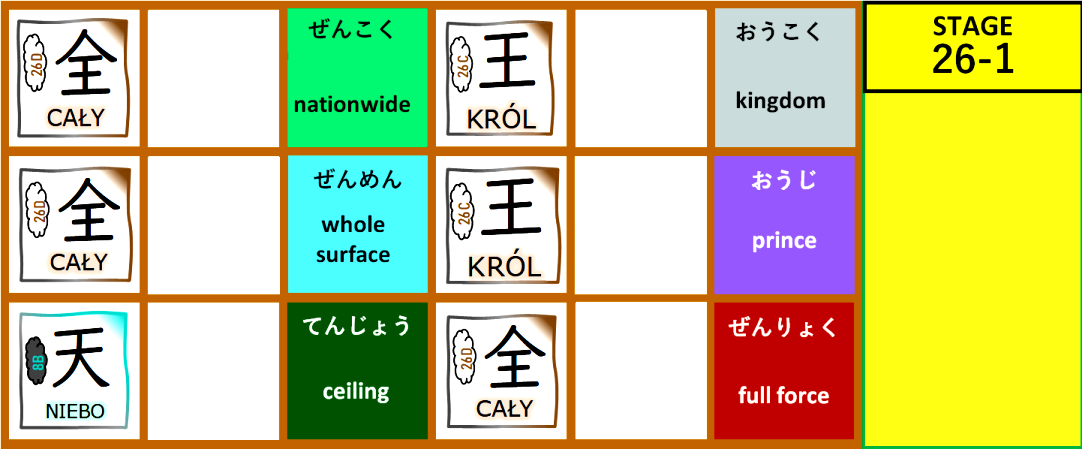 26D
全
CAŁY
ぜんこく
nationwide
26C
王
KRÓL
おうこく
kingdom
STAGE
26-1
26D
全
CAŁY
ぜんめん
whole
surface
26C
王
KRÓL
おうじ
prince
8B
天
NIEBO
てんじょう
ceiling
26D
全
CAŁY
ぜんりょく
full force